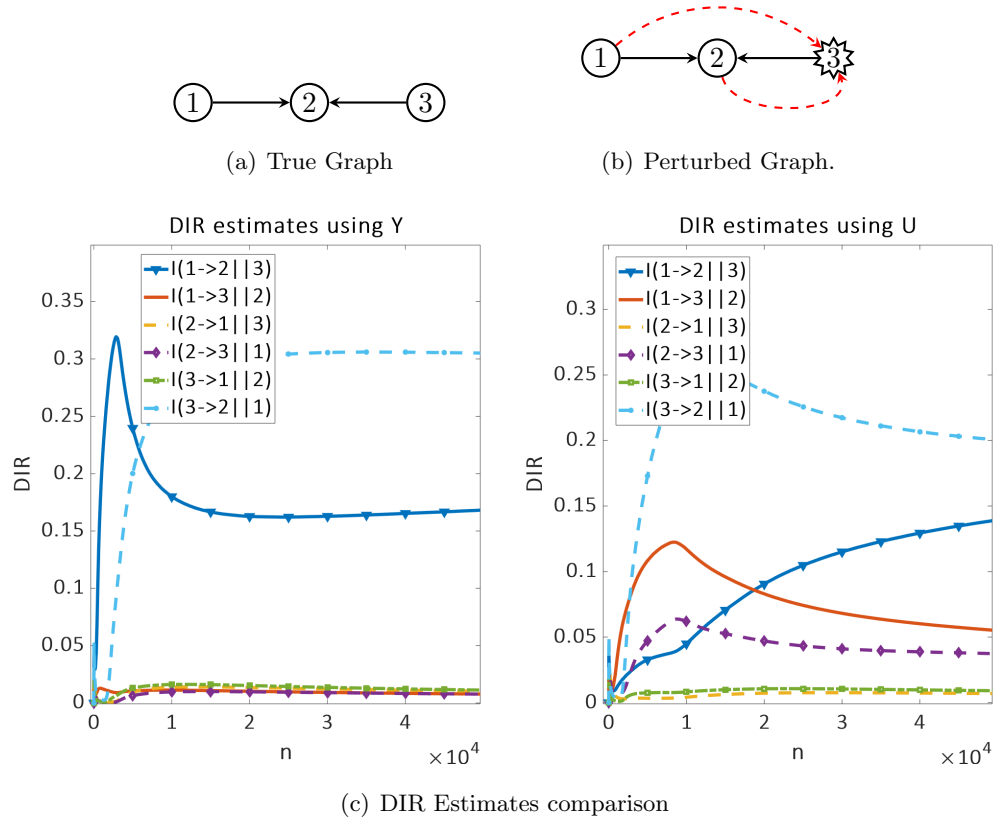 1 2 3
(a) True Graph
1 2 3
(b) Perturbed Graph.
DIR estimates using Y
I(1->2||3)
I(1->3||2)
I(2->1||3)
I(2->3||1)
I(3->1||2)
I(3->2||1)
0.35
0.3
0.25
0.2
0.15
0.1
0.05
0
DIR
0 1 2 3 4
n
×10⁴
DIR estimates using U
I(1->2||3)
I(1->3||2)
I(2->1||3)
I(2->3||1)
I(3->1||2)
I(3->2||1)
0.3
0.25
0.2
0.15
0.1
0.05
0
DIR
0 1 2 3 4
n
×10⁴
(c) DIR Estimates comparison